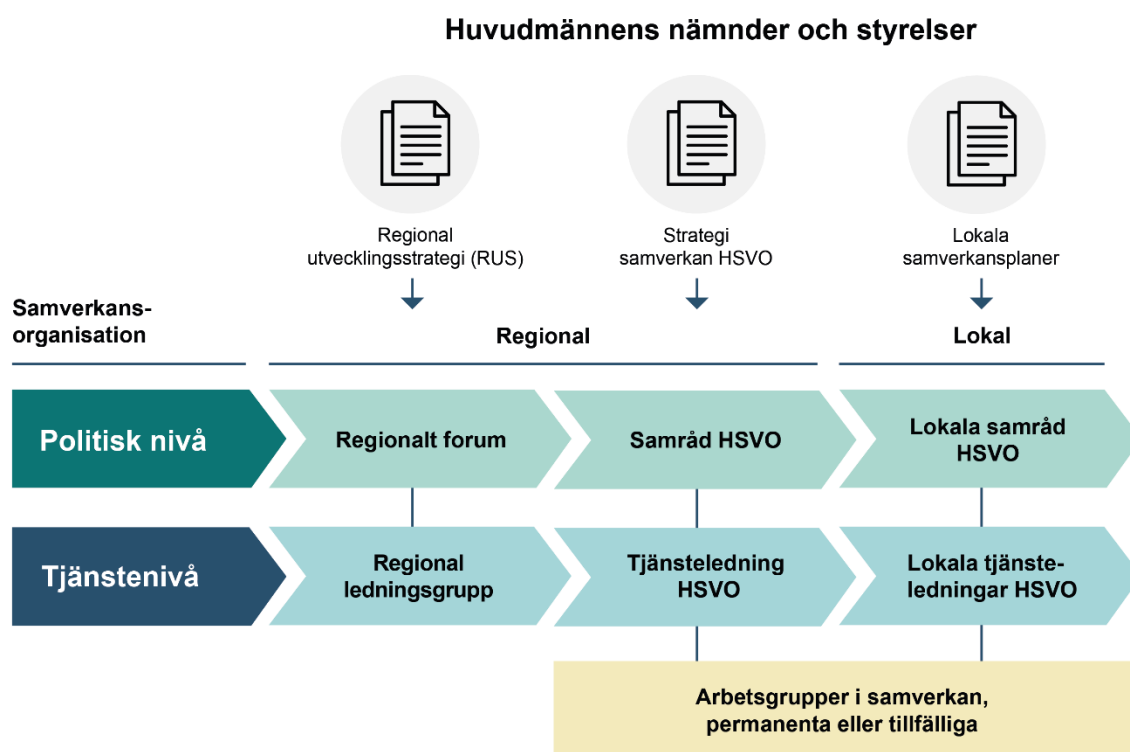 Huvudmännens nämnder och styrelser
Regional
utvecklingsstrategi (RUS)
Strategi
samverkan HSVO
Lokala
samverkansplaner
Samverkans-
organisation
Regional
Lokal
Politisk nivå
Regionalt forum
Samråd HSVO
Lokala samråd
HSVO
Tjänstenivå
Regional
ledningsgrupp
Tjänsteledning
HSVO
Lokala tjänste-
ledningar HSVO
Arbetsgrupper i samverkan,
permanenta eller tillfälliga